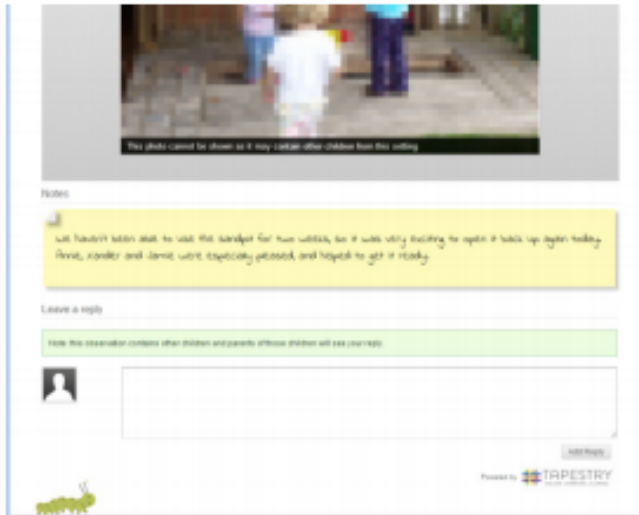 This photo cannot be shown as it may contain other children from this setting
Notes
We haven't been able to use the sandpit for two weeks, so it was very exciting to open it back up again today.
Annie, Xander and Jamie were especially pleased, and helped to get it ready.
Leave a reply
Note: this observation contains other children and parents of those children will see your reply.
Add Reply
Powered by TAPESTRY